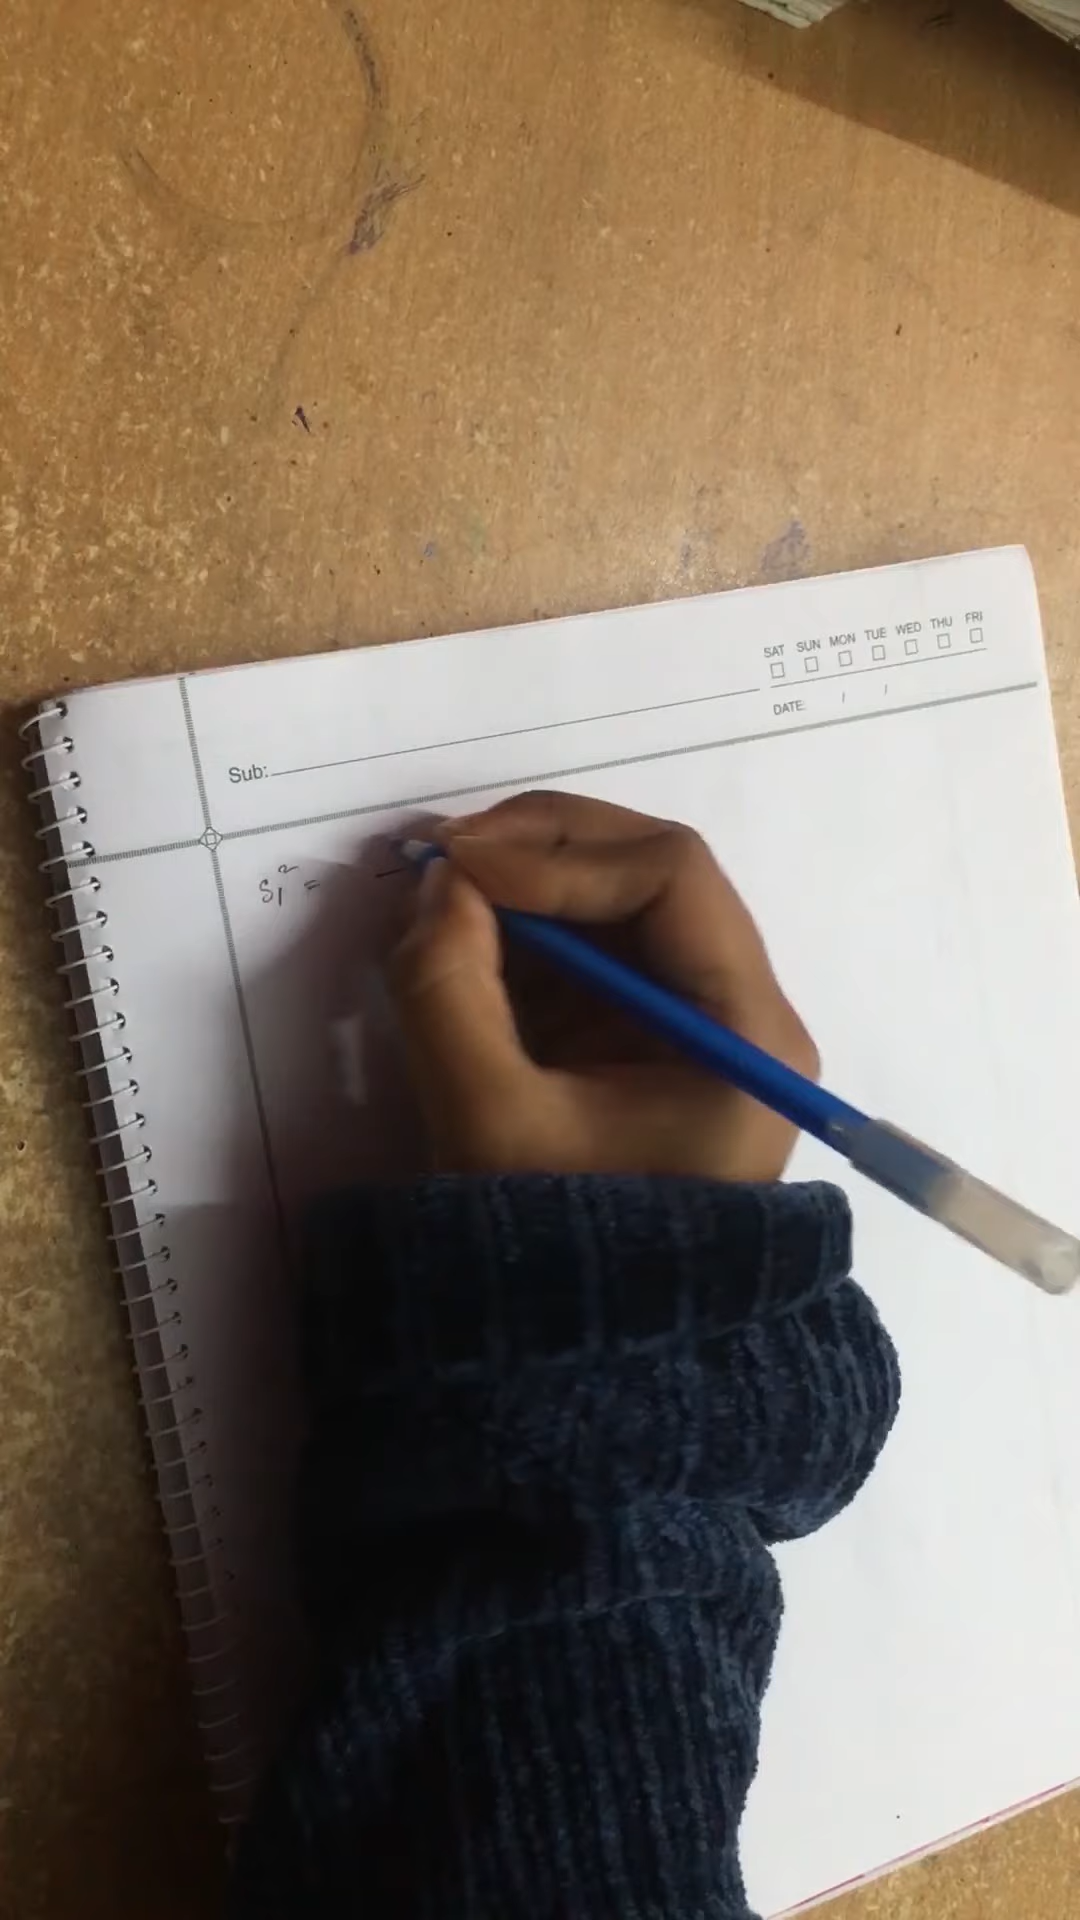 SAT SUN MON TUE WED THU FRI
DATE: / /
Sub:
S₁² = —